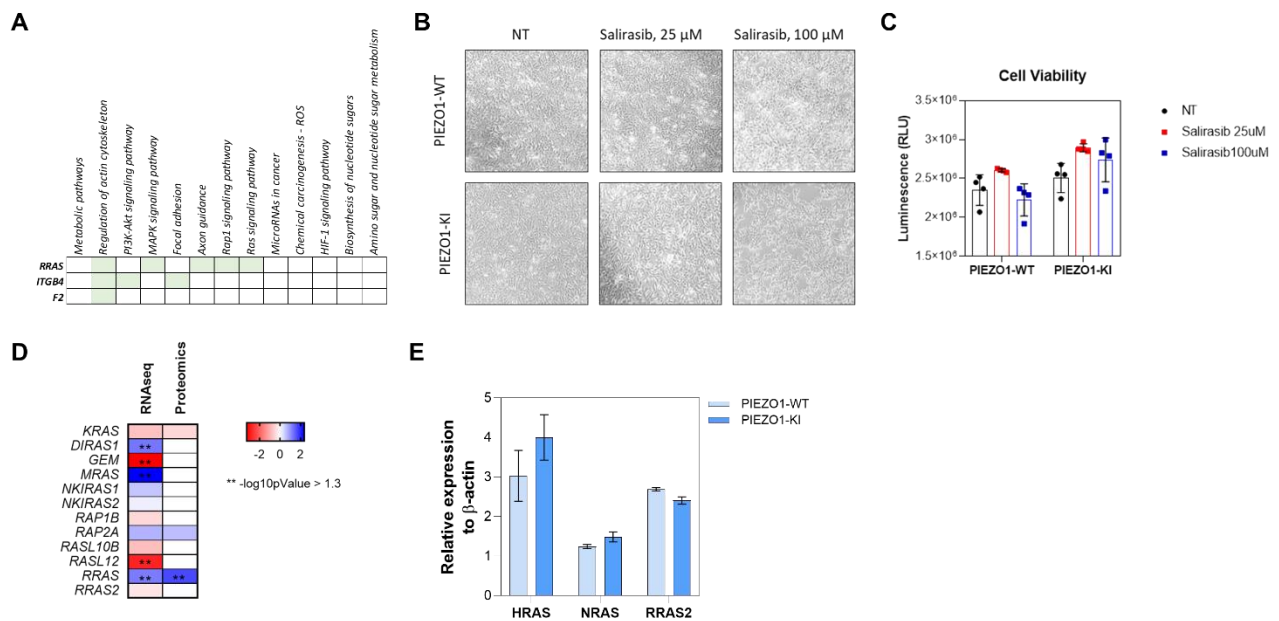 A
Metabolic pathways
Regulation of actin cytoskeleton
PI3K-Akt signaling pathway
MAPK signaling pathway
Focal adhesion
Axon guidance
Rap1 signaling pathway
Ras signaling pathway
MicroRNAs in cancer
Chemical carcinogenesis - ROS
HIF-1 signaling pathway
Biosynthesis of nucleotide sugars
Amino sugar and nucleotide sugar metabolism
RRAS
ITGB4
F2
B
NT
Salirasib, 25 µM
Salirasib, 100 µM
PIEZO1-WT
PIEZO1-KI
C
Cell Viability
Luminescence (RLU)
3.5×10⁶
3×10⁶
2.5×10⁶
2×10⁶
1.5×10⁶
PIEZO1-WT
PIEZO1-KI
NT
Salirasib 25uM
Salirasib100uM
D
RNAseq
Proteomics
KRAS
DIRAS1 **
GEM **
MRAS **
NKIRAS1
NKIRAS2
RAP1B
RAP2A
RASL10B
RASL12 **
RRAS ** **
RRAS2
-2 0 2
** -log10pValue > 1.3
E
Relative expression
to β-actin
5
4
3
2
1
0
HRAS
NRAS
RRAS2
PIEZO1-WT
PIEZO1-KI